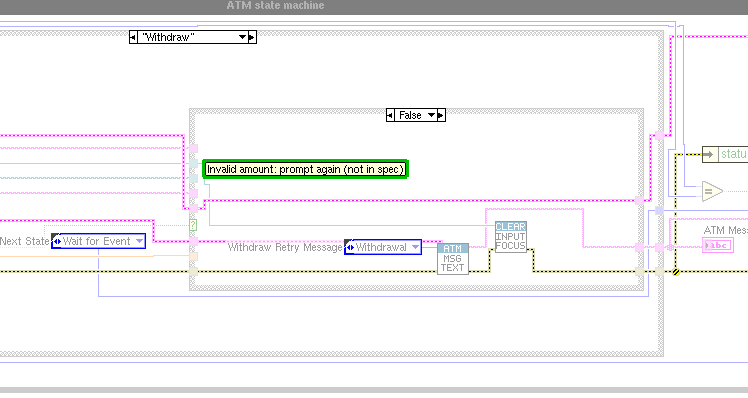 ATM state machine
"Withdraw"
False
Invalid amount: prompt again (not in spec)
statu
=
?
Next State
Wait for Event
Withdraw Retry Message
Withdrawal
ATM
MSG
TEXT
CLEAR
INPUT
FOCUS
ATM Mess
abc